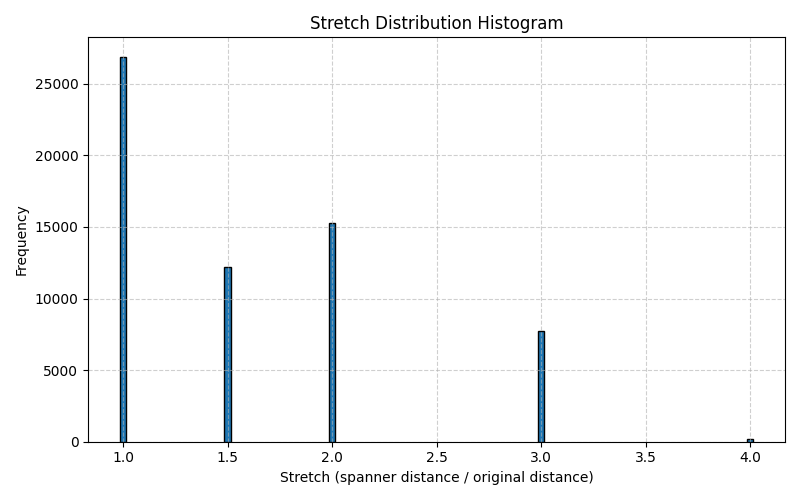 Stretch Distribution Histogram
Frequency
25000
20000
15000
10000
5000
0
1.0 1.5 2.0 2.5 3.0 3.5 4.0
Stretch (spanner distance / original distance)